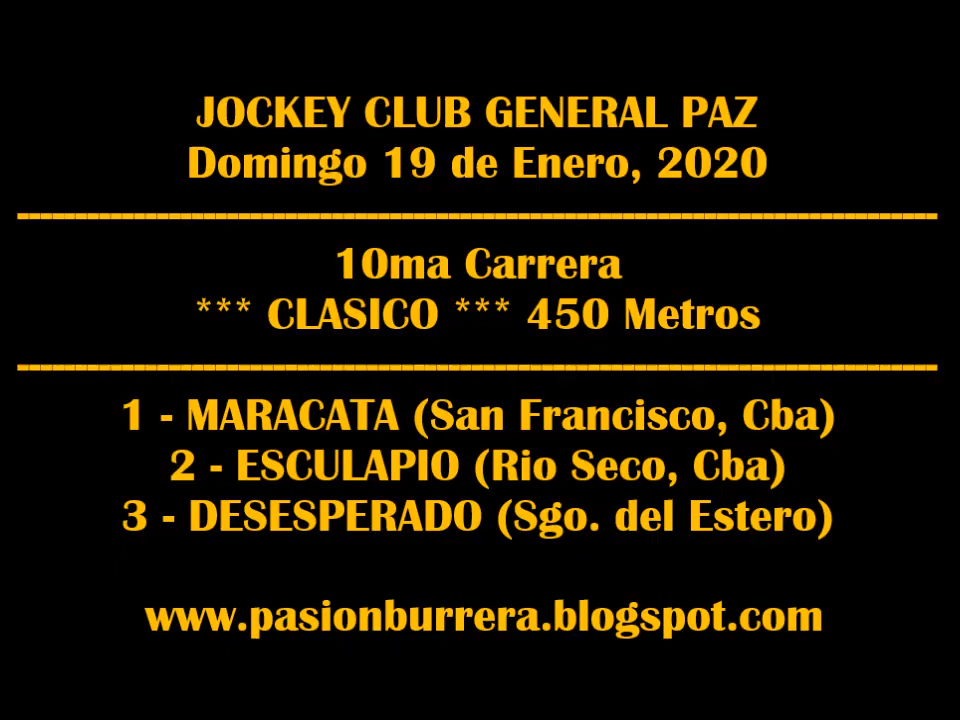 JOCKEY CLUB GENERAL PAZ
Domingo 19 de Enero, 2020
--------------------------------------------------------------------------------
10ma Carrera
*** CLASICO *** 450 Metros
--------------------------------------------------------------------------------
1 - MARACATA (San Francisco, Cba)
2 - ESCULAPIO (Rio Seco, Cba)
3 - DESESPERADO (Sgo. del Estero)
www.pasionburrera.blogspot.com